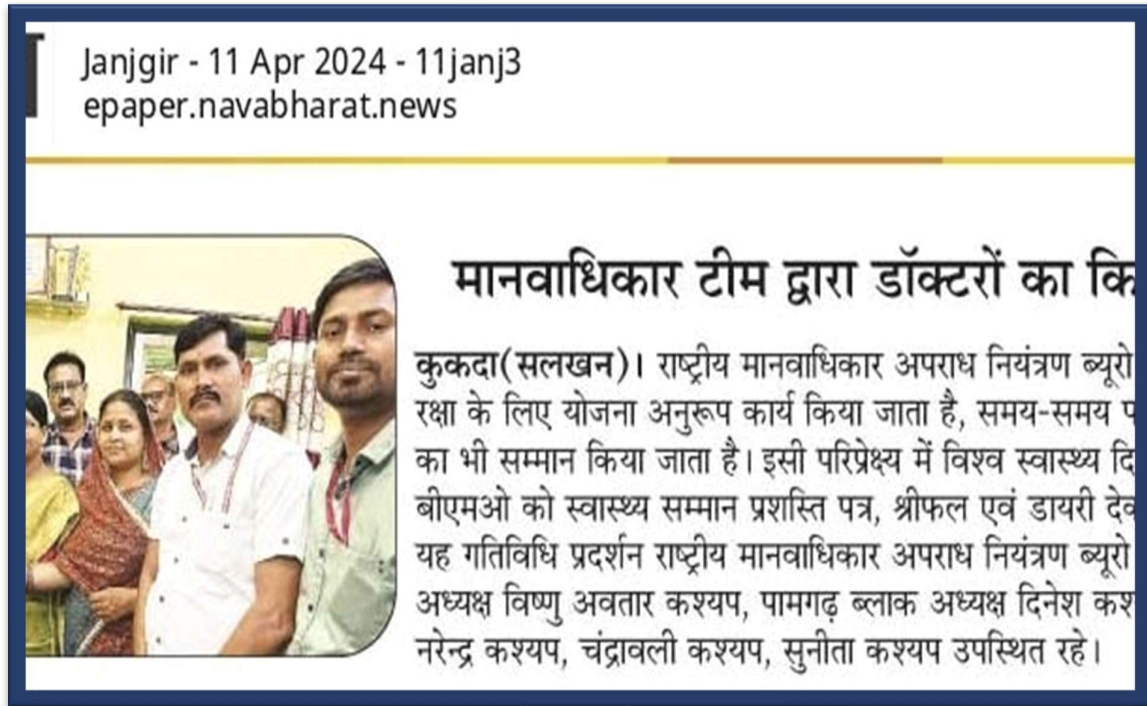 Janjgir - 11 Apr 2024 - 11janj3
epaper.navabharat.news
मानवाधिकार टीम द्वारा डॉक्टरों का
कुकदा(सलखन)। राष्ट्रीय मानवाधिकार अपराध नियंत्रण ब्यूरो
रक्षा के लिए योजना अनुरूप कार्य किया जाता है, समय-समय
का भी सम्मान किया जाता है। इसी परिप्रेक्ष्य में विश्व स्वास्थ्य
बीएमओ को स्वास्थ्य सम्मान प्रशस्ति पत्र, श्रीफल एवं डायरी
यह गतिविधि प्रदर्शन राष्ट्रीय मानवाधिकार अपराध नियंत्रण ब्यूरो
अध्यक्ष विष्णु अवतार कश्यप, पामगढ़ ब्लाक अध्यक्ष दिनेश
नरेन्द्र कश्यप, चंद्रावली कश्यप, सुनीता कश्यप उपस्थित रहे।